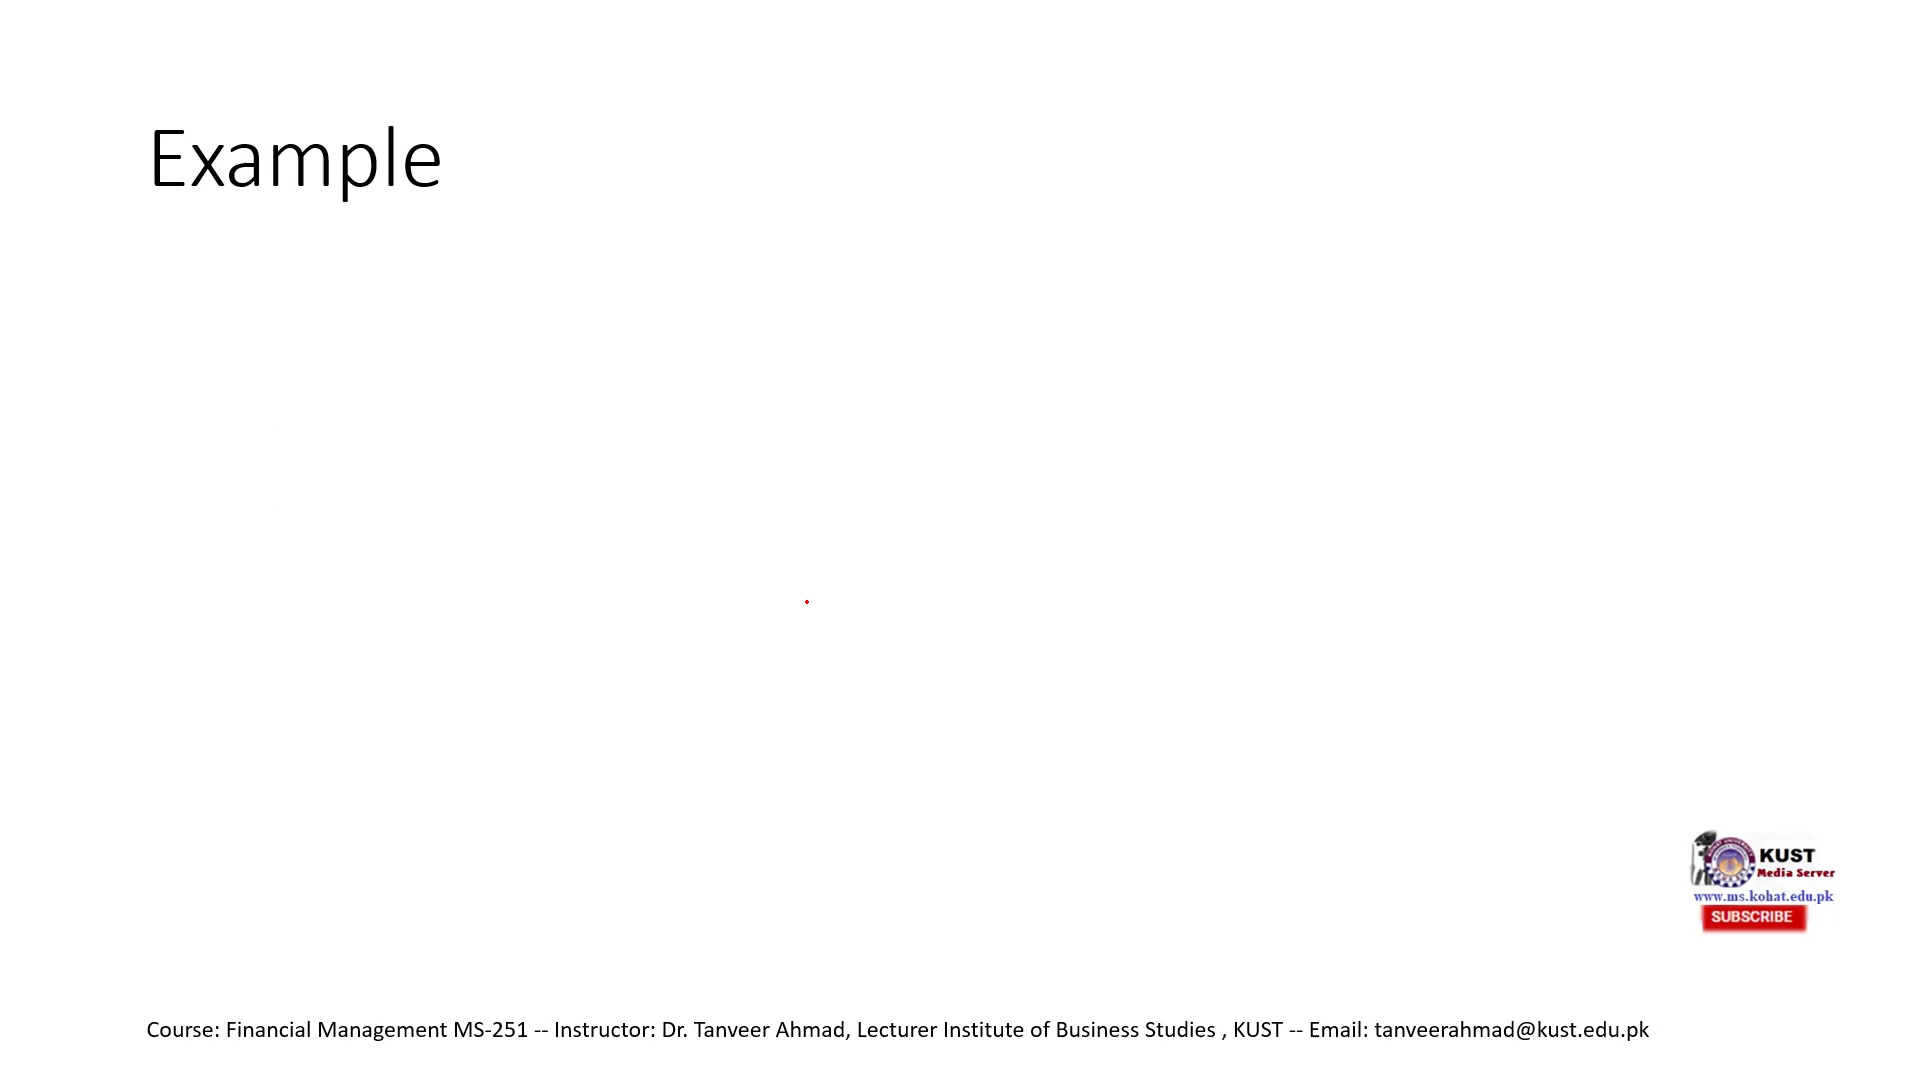 Example
KUST
Media Server
www.ms.kohat.edu.pk
SUBSCRIBE
Course: Financial Management MS-251 -- Instructor: Dr. Tanveer Ahmad, Lecturer Institute of Business Studies , KUST -- Email: tanveerahmad@kust.edu.pk